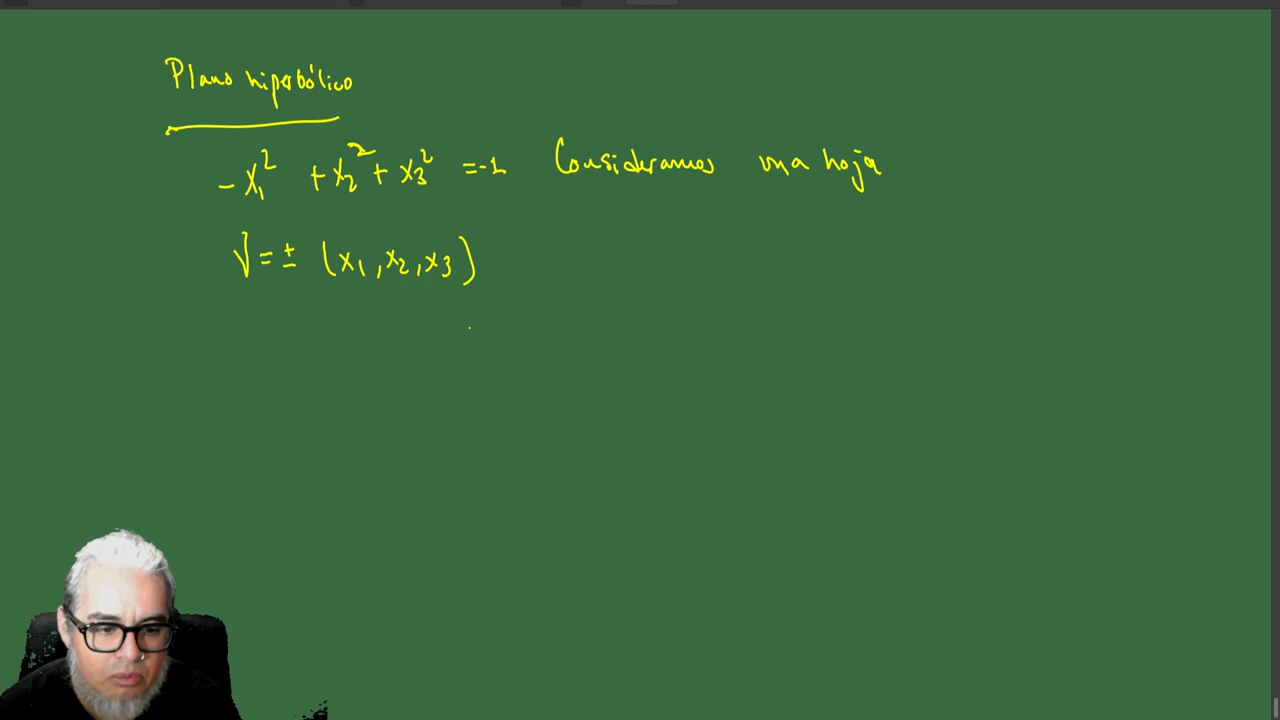 Plano hiperbólico
- x₁² + x₂² + x₃² = -1 Consideramos una hoja
V = ± (x₁, x₂, x₃)